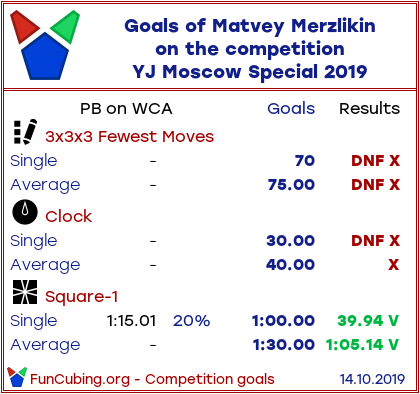 Goals of Matvey Merzlikin
on the competition
YJ Moscow Special 2019
PB on WCA Goals Results
3x3x3 Fewest Moves
Single - 70 DNF X
Average - 75.00 DNF X
Clock
Single - 30.00 DNF X
Average - 40.00 X
Square-1
Single 1:15.01 20% 1:00.00 39.94 V
Average - 1:30.00 1:05.14 V
FunCubing.org - Competition goals 14.10.2019